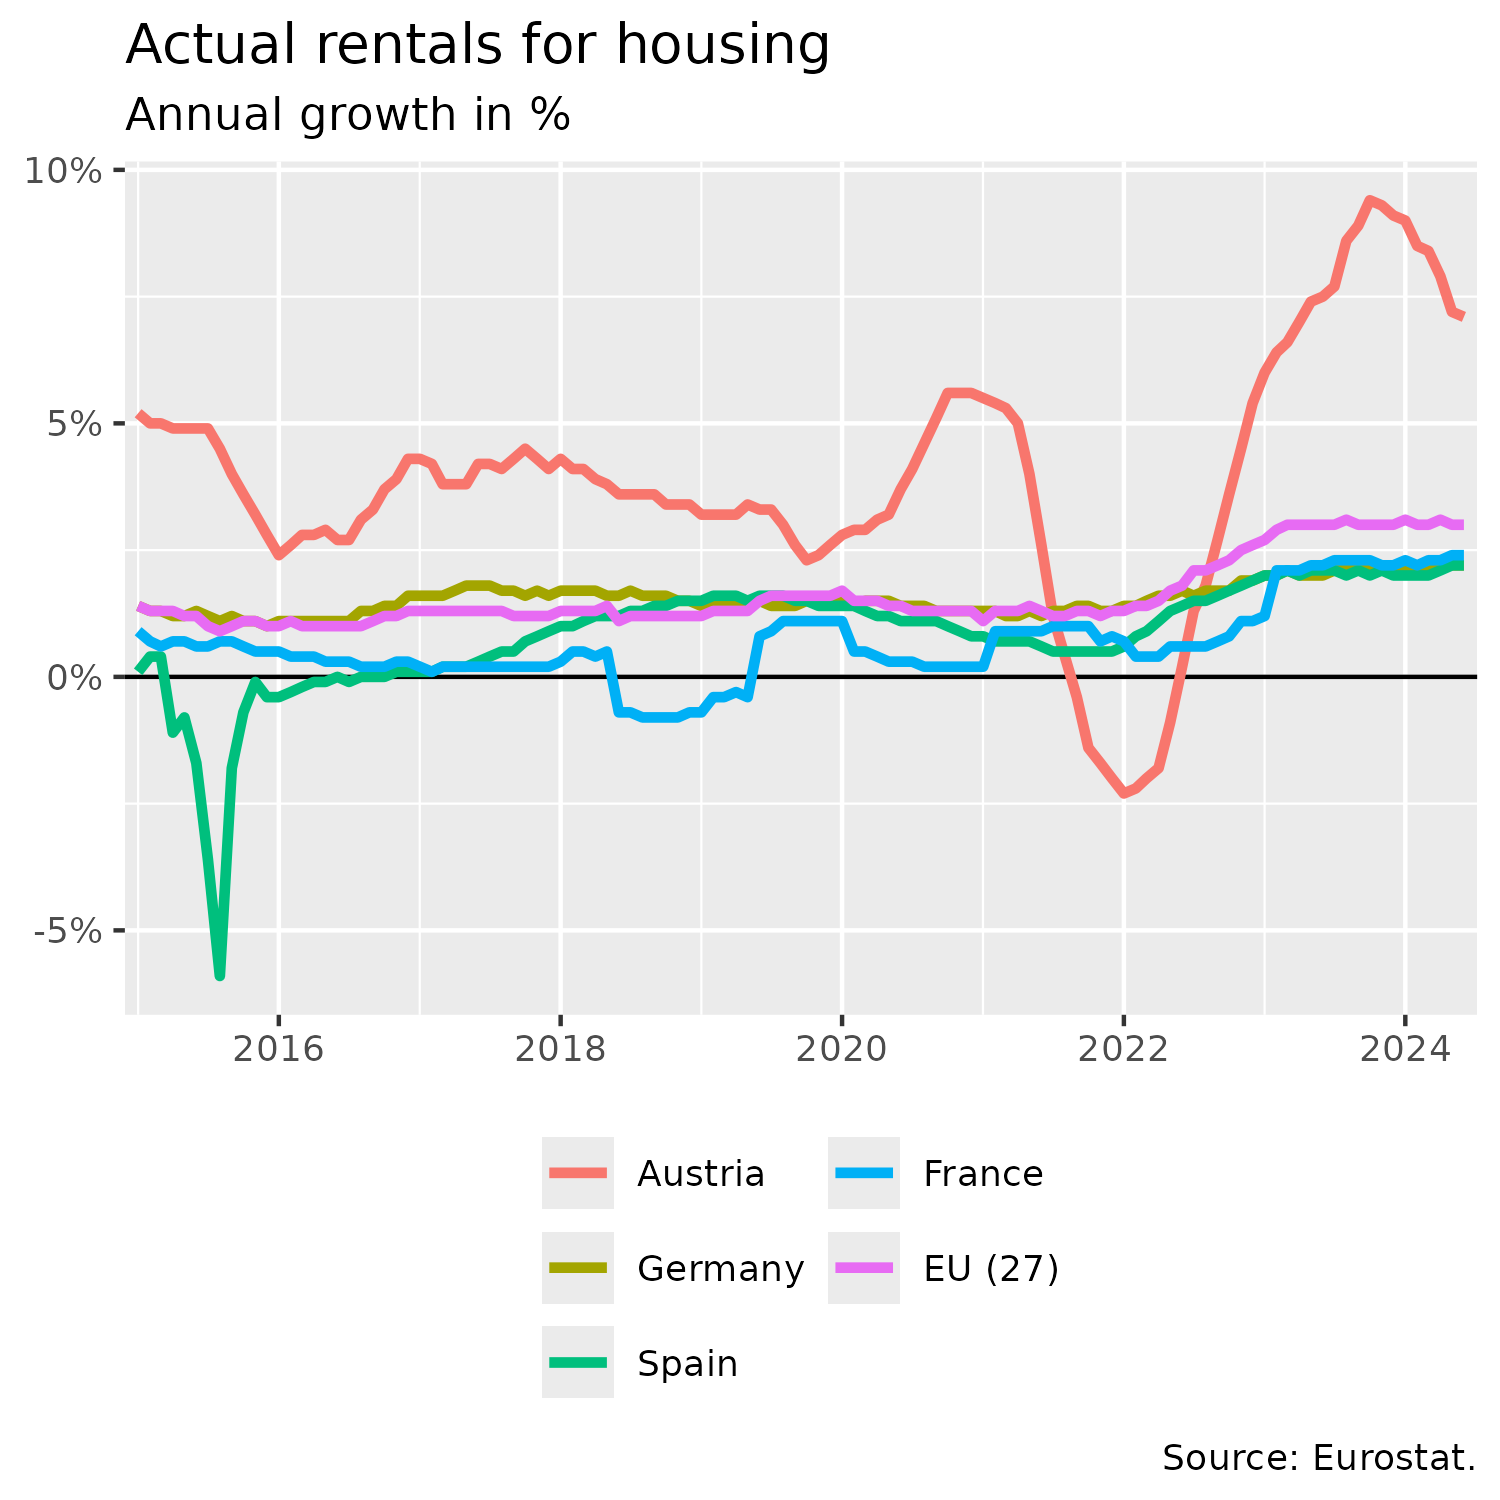 Actual rentals for housing
Annual growth in %
10%
5%
0%
-5%
2016 2018 2020 2022 2024
Austria France
Germany EU (27)
Spain
Source: Eurostat.